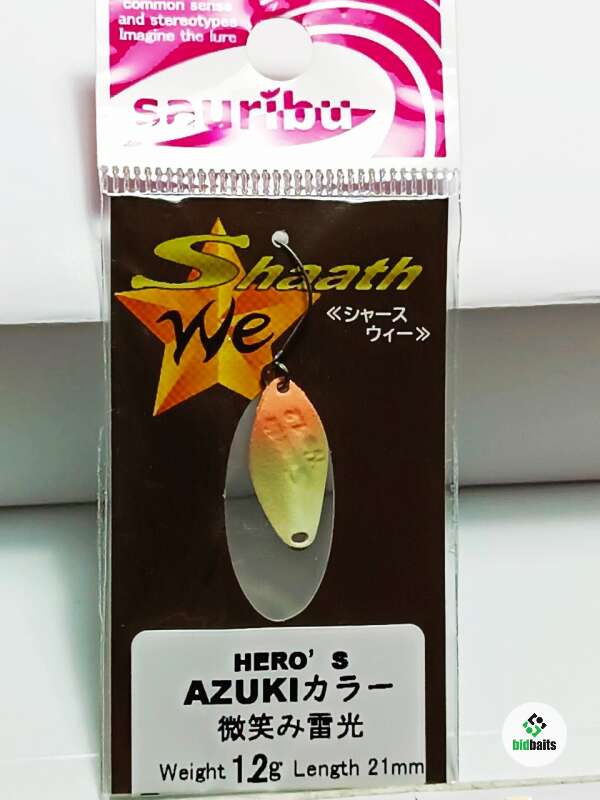 common sense
and stereotypes
Imagine the lure
sauribu
Shaath
We
≪シャース
ウィー≫
HERO'S
AZUKIカラー
微笑み雷光
Weight 1.2g Length 21mm
bidbaits